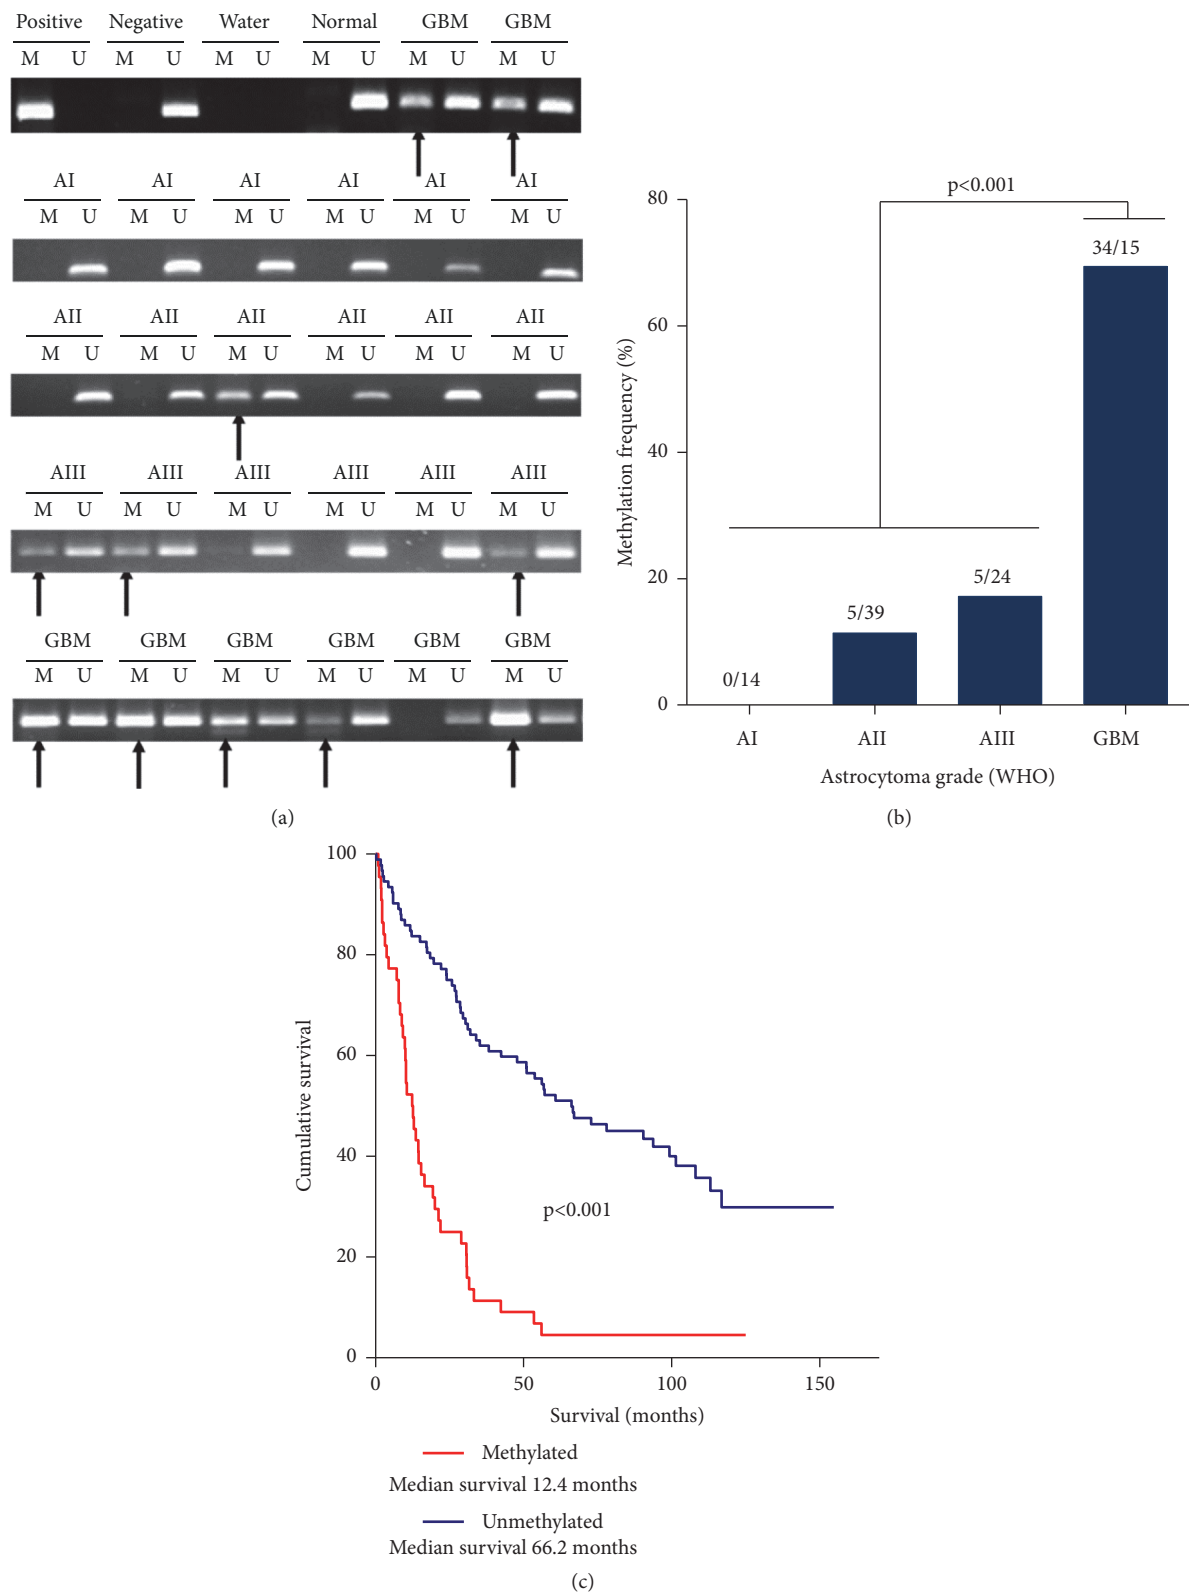 Positive Negative Water Normal GBM GBM
M U M U M U M U M U M U
AI AI AI AI AI AI
M U M U M U M U M U M U
AII AII AII AII AII AII
M U M U M U M U M U M U
AIII AIII AIII AIII AIII AIII
M U M U M U M U M U M U
GBM GBM GBM GBM GBM GBM
M U M U M U M U M U M U
(a)
p<0.001
80
60
40
20
0
Methylation frequency (%)
0/14
5/39
5/24
34/15
AI AII AIII GBM
Astrocytoma grade (WHO)
(b)
100
80
60
40
20
0
Cumulative survival
p<0.001
0 50 100 150
Survival (months)
Methylated
Median survival 12.4 months
Unmethylated
Median survival 66.2 months
(c)